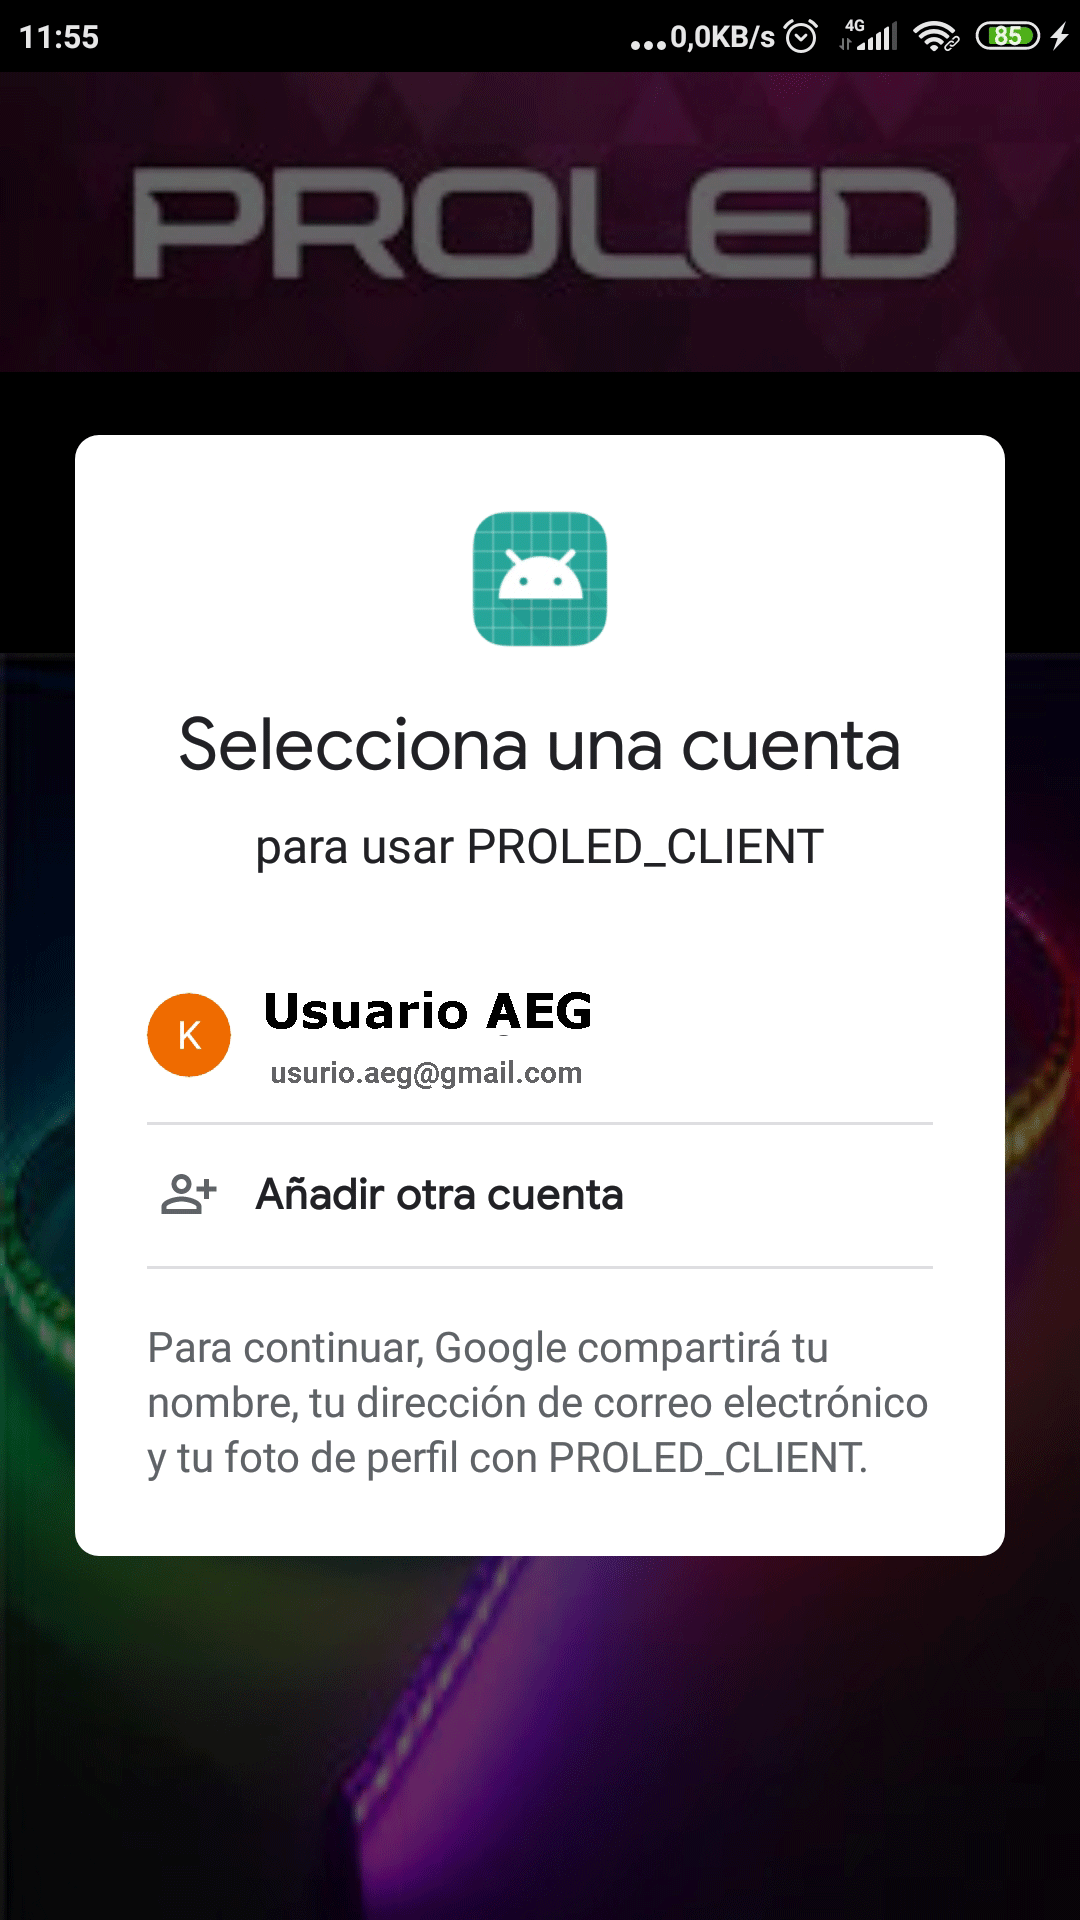 11:55
...0,0KB/s 4G 85
PROLED
Selecciona una cuenta
para usar PROLED_CLIENT
K
Usuario AEG
usurio.aeg@gmail.com
Añadir otra cuenta
Para continuar, Google compartirá tu
nombre, tu dirección de correo electrónico
y tu foto de perfil con PROLED_CLIENT.